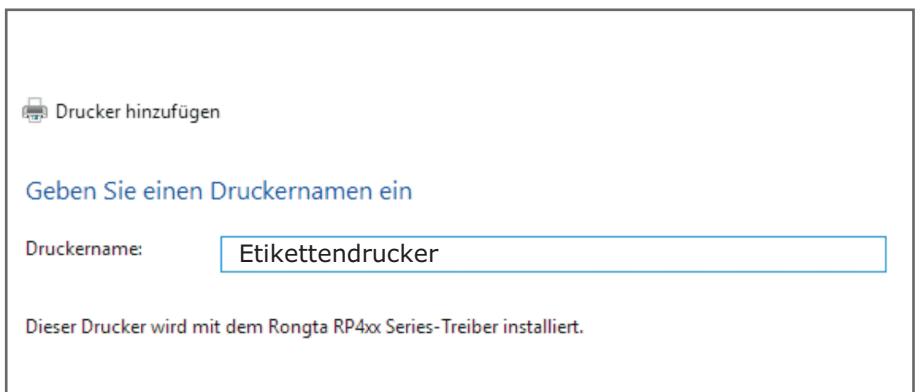 Drucker hinzufügen
Geben Sie einen Druckernamen ein
Druckername: Etikettendrucker
Dieser Drucker wird mit dem Rongta RP4xx Series-Treiber installiert.